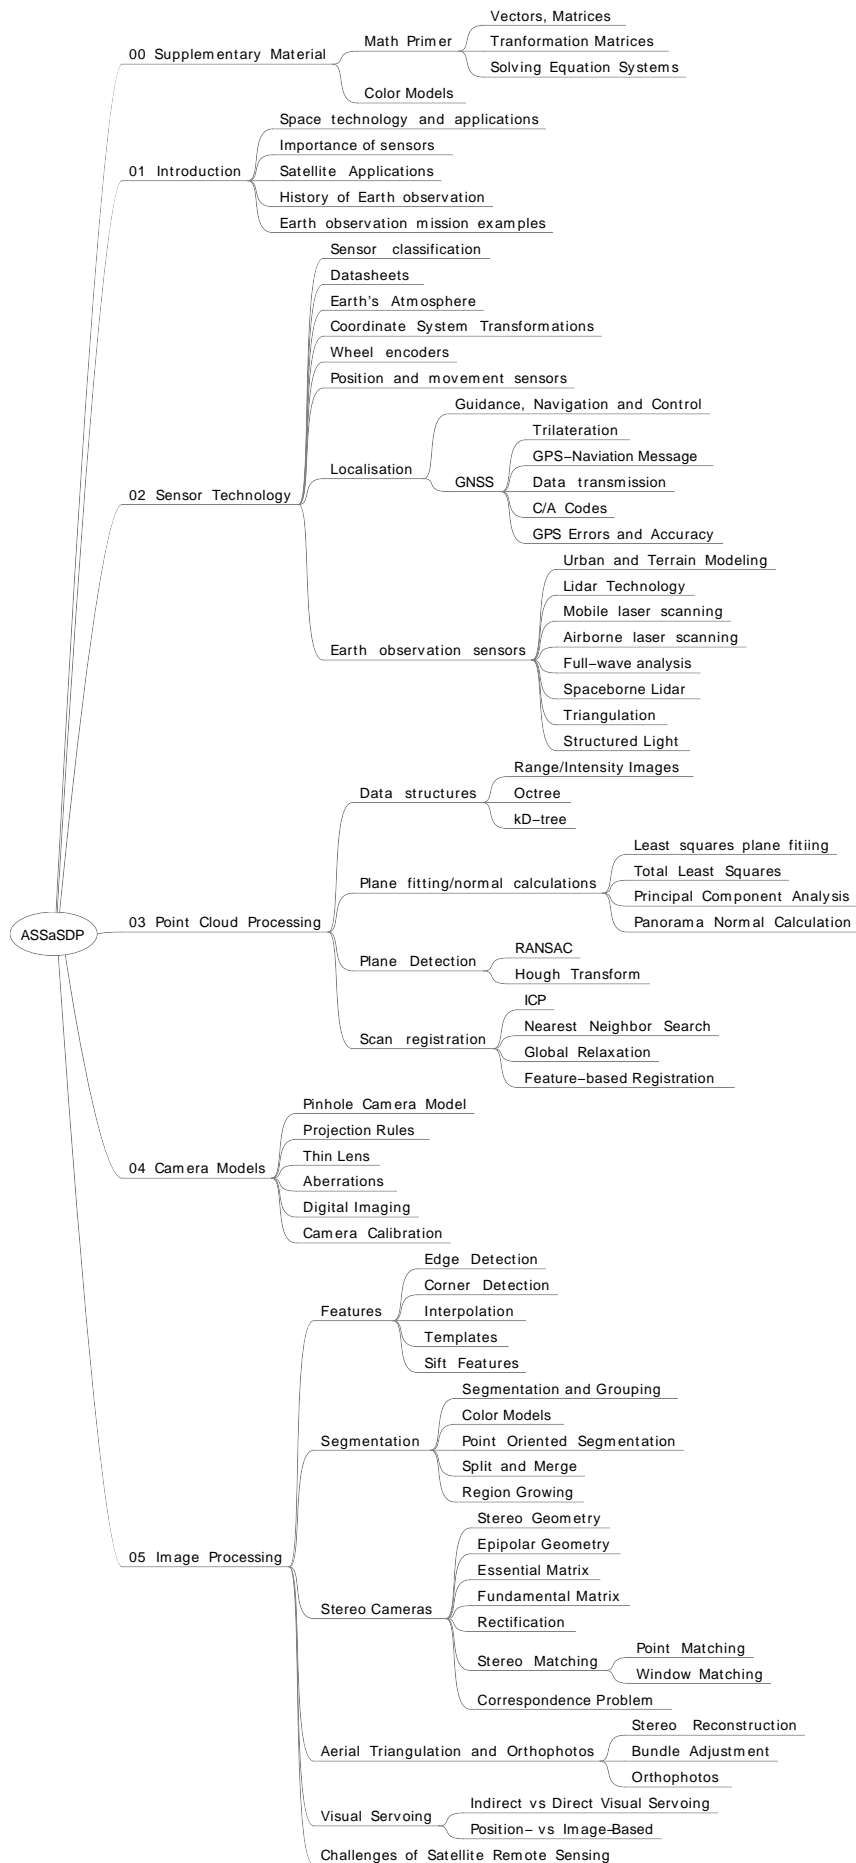 Vectors, Matrices
Math Primer
Tranformation Matrices
00 Supplementary Material
Solving Equation Systems
Color Models
Space technology and applications
Importance of sensors
01 Introduction
Satellite Applications
History of Earth observation
Earth observation mission examples
Sensor classification
Datasheets
Earth's Atmosphere
Coordinate System Transformations
Wheel encoders
Position and movement sensors
Guidance, Navigation and Control
Trilateration
GPS–Naviation Message
Localisation
GNSS
Data transmission
02 Sensor Technology
C/A Codes
GPS Errors and Accuracy
Urban and Terrain Modeling
Lidar Technology
Mobile laser scanning
Airborne laser scanning
Earth observation sensors
Full–wave analysis
Spaceborne Lidar
Triangulation
Structured Light
Range/Intensity Images
Data structures
Octree
kD–tree
Least squares plane fitiing
Total Least Squares
Plane fitting/normal calculations
Principal Component Analysis
Panorama Normal Calculation
ASSaSDP
03 Point Cloud Processing
RANSAC
Plane Detection
Hough Transform
ICP
Nearest Neighbor Search
Scan registration
Global Relaxation
Feature–based Registration
Pinhole Camera Model
Projection Rules
Thin Lens
04 Camera Models
Aberrations
Digital Imaging
Camera Calibration
Edge Detection
Corner Detection
Features
Interpolation
Templates
Sift Features
Segmentation and Grouping
Color Models
Segmentation
Point Oriented Segmentation
Split and Merge
Region Growing
Stereo Geometry
Epipolar Geometry
05 Image Processing
Essential Matrix
Fundamental Matrix
Stereo Cameras
Rectification
Point Matching
Stereo Matching
Window Matching
Correspondence Problem
Stereo Reconstruction
Aerial Triangulation and Orthophotos
Bundle Adjustment
Orthophotos
Indirect vs Direct Visual Servoing
Visual Servoing
Position– vs Image–Based
Challenges of Satellite Remote Sensing